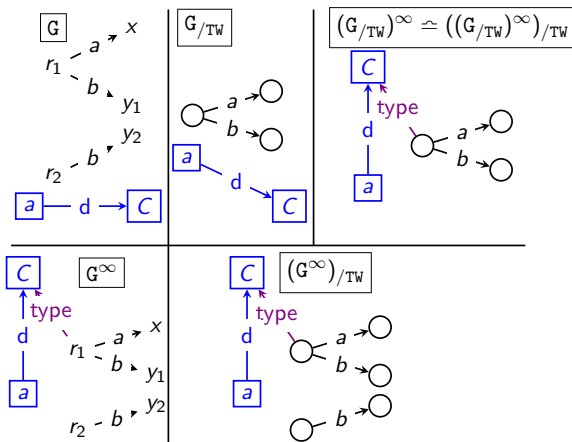 G
x
a
r₁
b
y₁
y₂
b
r₂
a d C
G/TW
a
b
a
d
C
(G/TW)^∞ ≏ ((G/TW)^∞)/TW
C
type
d
a
b
a
G^∞
C
type
d
x
a
r₁
b
y₁
a
y₂
b
r₂
(G^∞)/TW
C
type
d
a
b
a
b